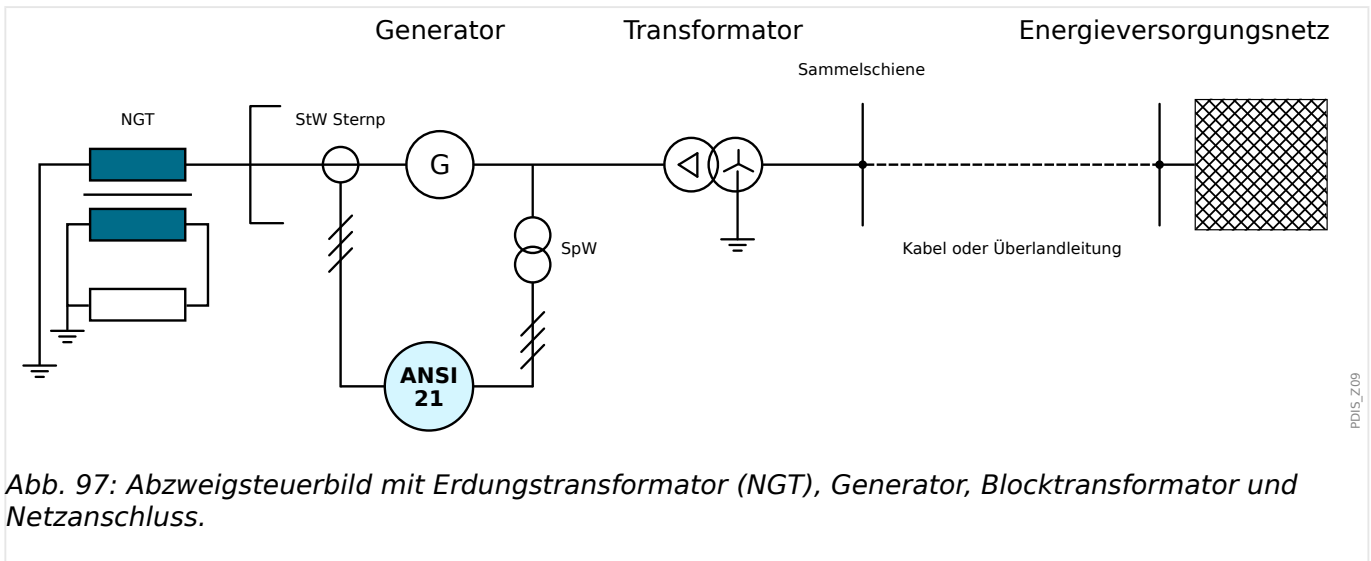 Generator
Transformator
Energieversorgungsnetz
Sammelschiene
NGT
StW Sternp
G
SpW
Kabel oder Überlandleitung
ANSI
21
PDIS_Z09
Abb. 97: Abzweigsteuerbild mit Erdungstransformator (NGT), Generator, Blocktransformator und
Netzanschluss.